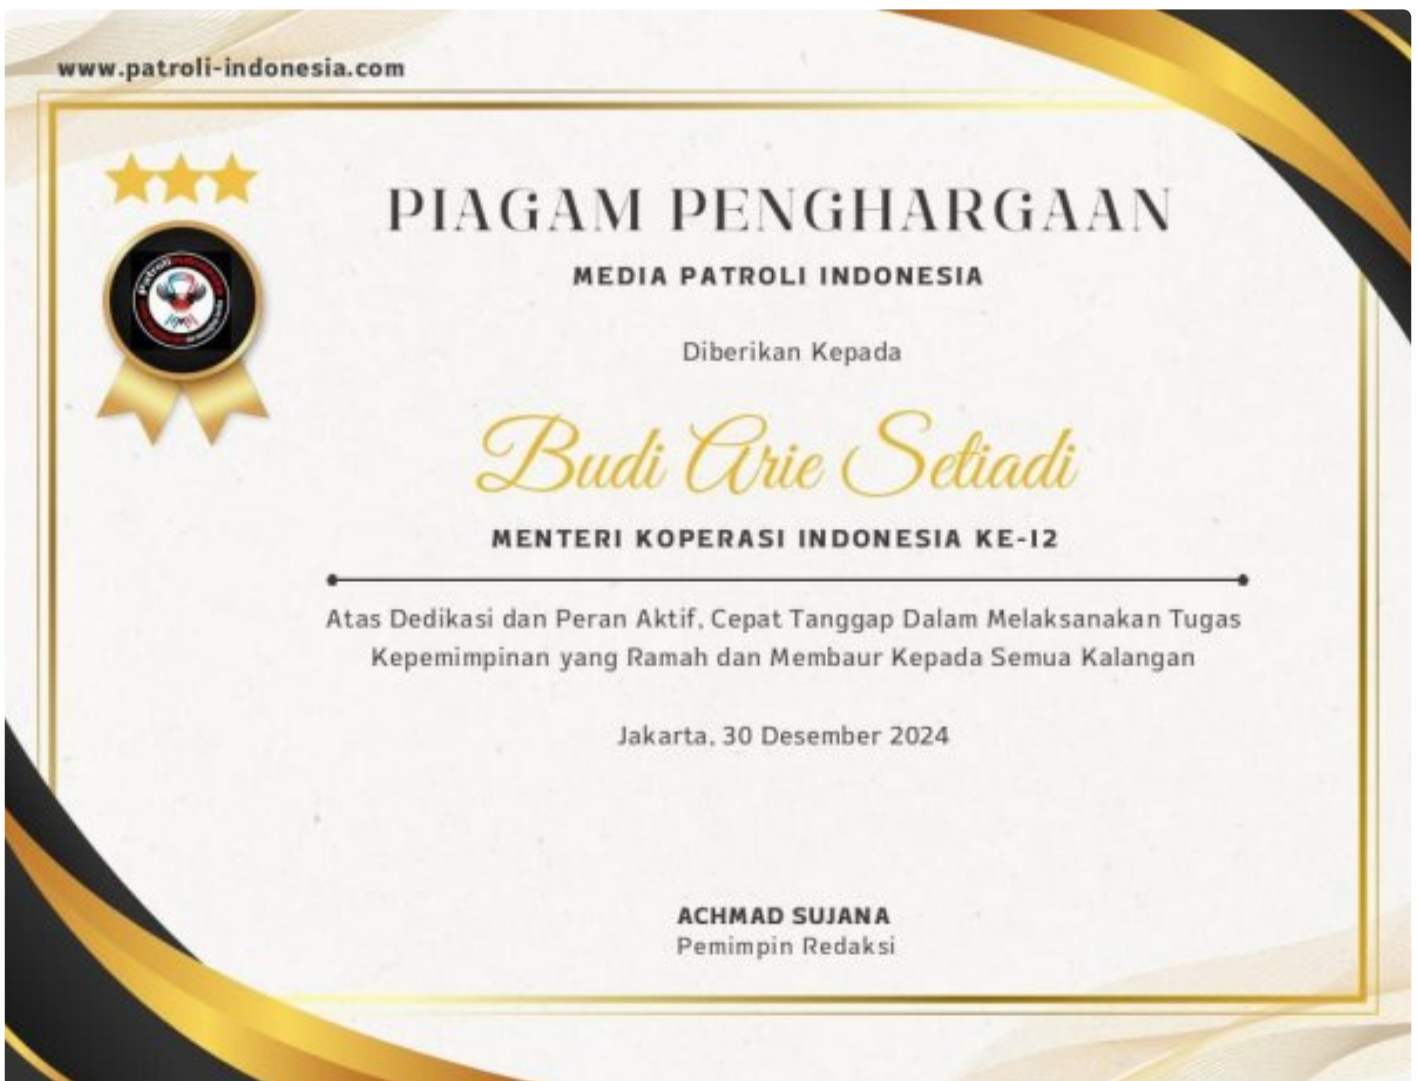 www.patroli-indonesia.com
PIAGAM PENGHARGAAN
MEDIA PATROLI INDONESIA
Diberikan Kepada
Budi Arie Setiadi
MENTERI KOPERASI INDONESIA KE-12
Atas Dedikasi dan Peran Aktif, Cepat Tanggap Dalam Melaksanakan Tugas
Kepemimpinan yang Ramah dan Membaur Kepada Semua Kalangan
Jakarta, 30 Desember 2024
ACHMAD SUJANA
Pemimpin Redaksi